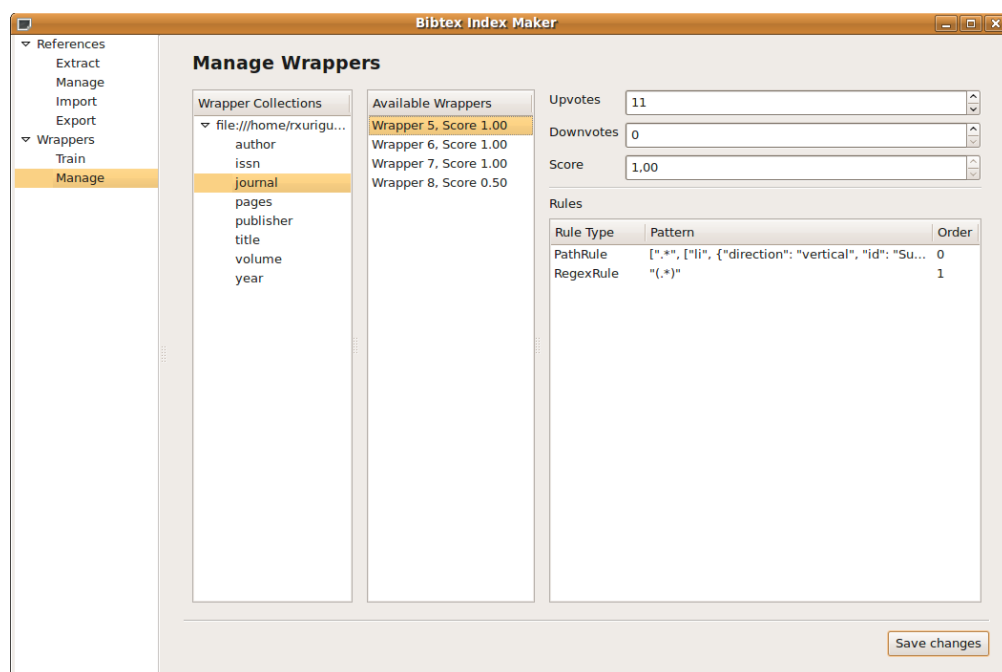 Bibtex Index Maker
References
Extract
Manage
Import
Export
Wrappers
Train
Manage
Manage Wrappers
Wrapper Collections
file:///home/rxurigu...
author
issn
journal
pages
publisher
title
volume
year
Available Wrappers
Wrapper 5, Score 1.00
Wrapper 6, Score 1.00
Wrapper 7, Score 1.00
Wrapper 8, Score 0.50
Upvotes 11
Downvotes 0
Score 1,00
Rules
Rule Type Pattern Order
PathRule [".*", ["li", {"direction": "vertical", "id": "Su... 0
RegexRule "(.*)" 1
Save changes